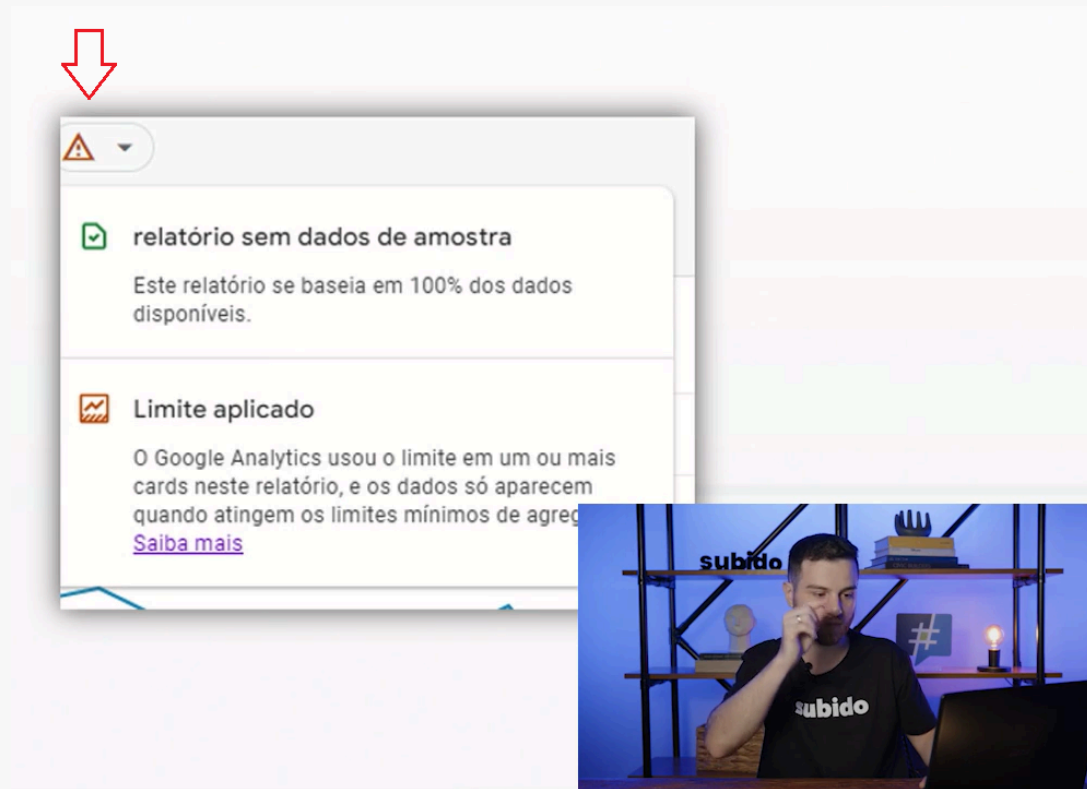 relatório sem dados de amostra
Este relatório se baseia em 100% dos dados
disponíveis.
Limite aplicado
O Google Analytics usou o limite em um ou mais
cards neste relatório, e os dados só aparecem
quando atingem os limites mínimos de agreg
Saiba mais
subido
#
subido